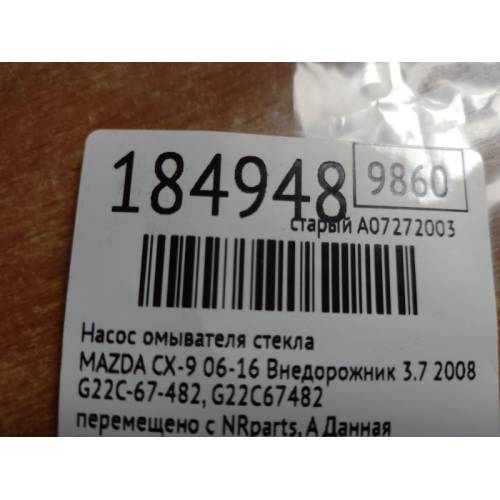 184948 9860
старый A07272003
Насос омывателя стекла
MAZDA CX-9 06-16 Внедорожник 3.7 2008
G22C-67-482, G22C67482
перемещено с NRparts, A Данная